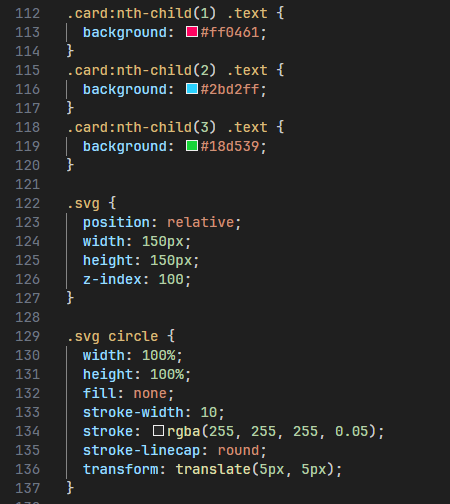 112 .card:nth-child(1) .text {
113   background: #ff0461;
114 }
115 .card:nth-child(2) .text {
116   background: #2bd2ff;
117 }
118 .card:nth-child(3) .text {
119   background: #18d539;
120 }
121
122 .svg {
123   position: relative;
124   width: 150px;
125   height: 150px;
126   z-index: 100;
127 }
128
129 .svg circle {
130   width: 100%;
131   height: 100%;
132   fill: none;
133   stroke-width: 10;
134   stroke: rgba(255, 255, 255, 0.05);
135   stroke-linecap: round;
136   transform: translate(5px, 5px);
137 }